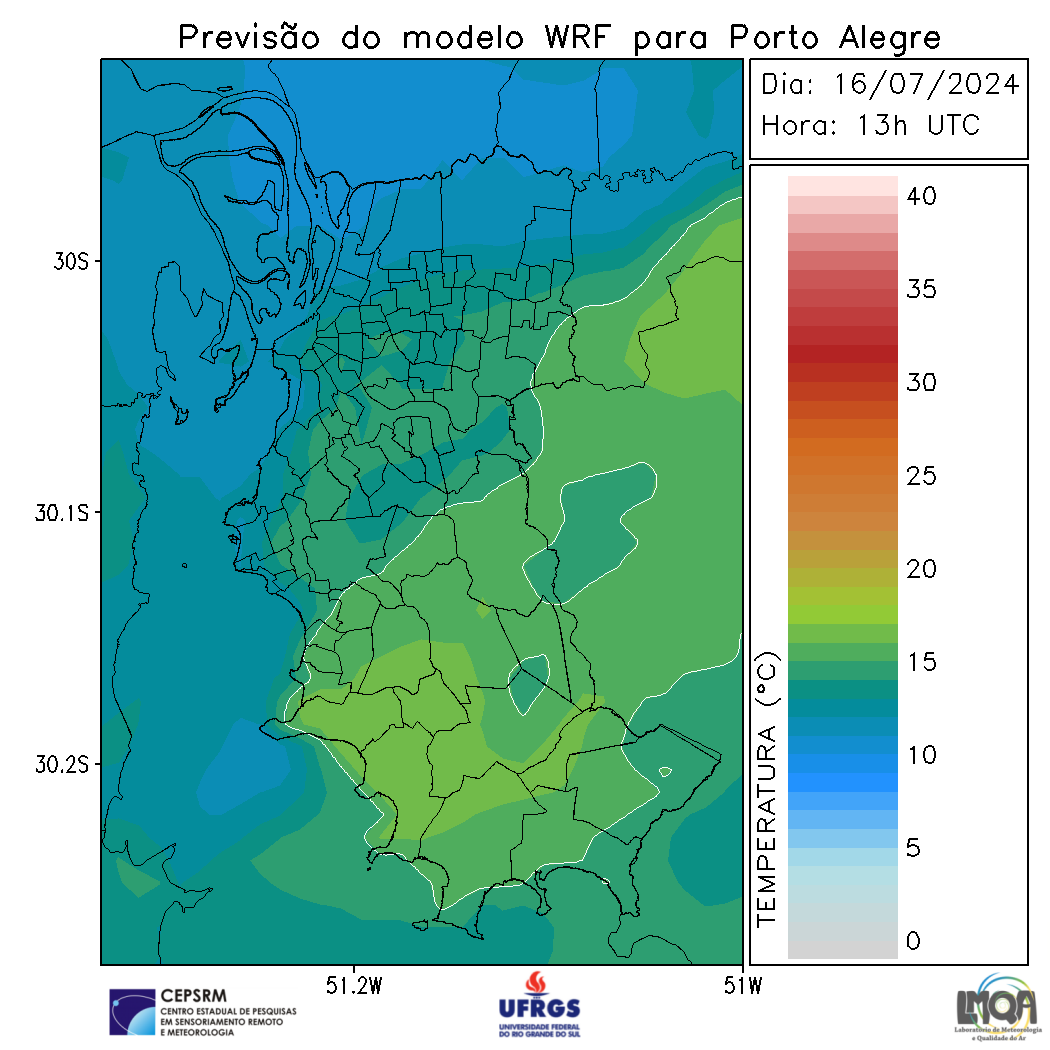 Previsão do modelo WRF para Porto Alegre
Dia: 16/07/2024
Hora: 13h UTC
40
35
30
25
20
15
10
5
0
TEMPERATURA (°C)
30S
30.1S
30.2S
51.2W
51W
CEPSRM
CENTRO ESTADUAL DE PESQUISAS
EM SENSORIAMENTO REMOTO
E METEOROLOGIA
UFRGS
UNIVERSIDADE FEDERAL
DO RIO GRANDE DO SUL
LMQA
Laboratório de Meteorologia
e Qualidade do Ar